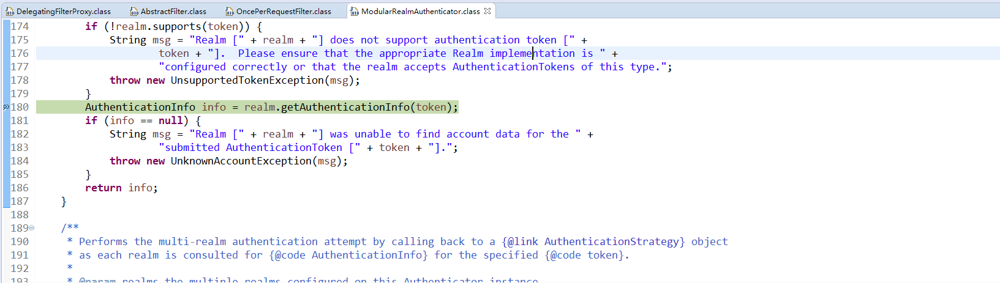 DelegatingFilterProxy.class AbstractFilter.class OncePerRequestFilter.class ModularRealmAuthenticator.class
174 if (!realm.supports(token)) {
175 String msg = "Realm [" + realm + "] does not support authentication token [" +
176 token + "].  Please ensure that the appropriate Realm implementation is " +
177 "configured correctly or that the realm accepts AuthenticationTokens of this type.";
178 throw new UnsupportedTokenException(msg);
179 }
180 AuthenticationInfo info = realm.getAuthenticationInfo(token);
181 if (info == null) {
182 String msg = "Realm [" + realm + "] was unable to find account data for the " +
183 "submitted AuthenticationToken [" + token + "].";
184 throw new UnknownAccountException(msg);
185 }
186 return info;
187 }
188
189 /**
190 * Performs the multi-realm authentication attempt by calling back to a {@link AuthenticationStrategy} object
191 * as each realm is consulted for {@code AuthenticationInfo} for the specified {@code token}.
192 *
193 * @param realms the multiple realms configured on this Authenticator instance